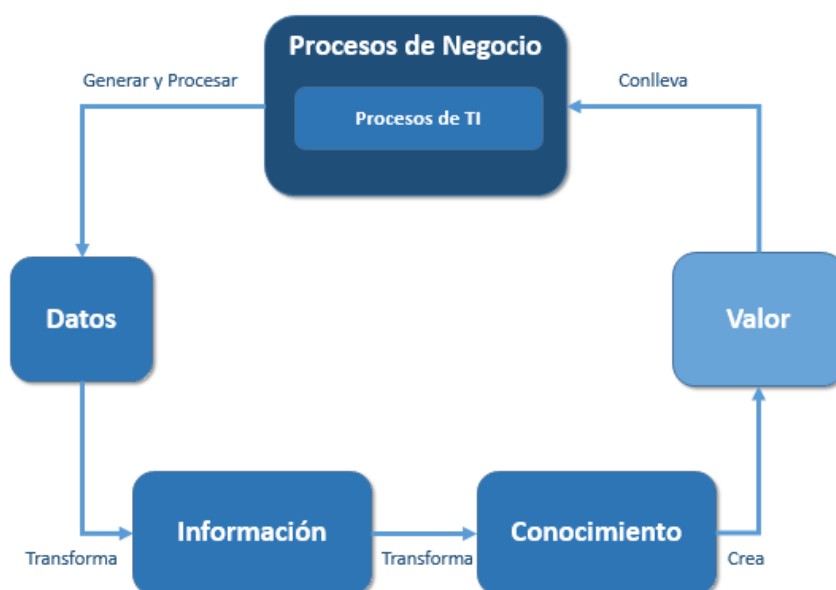 Procesos de Negocio
Generar y Procesar
Conlleva
Procesos de TI
Datos
Valor
Información
Conocimiento
Transforma
Transforma
Crea